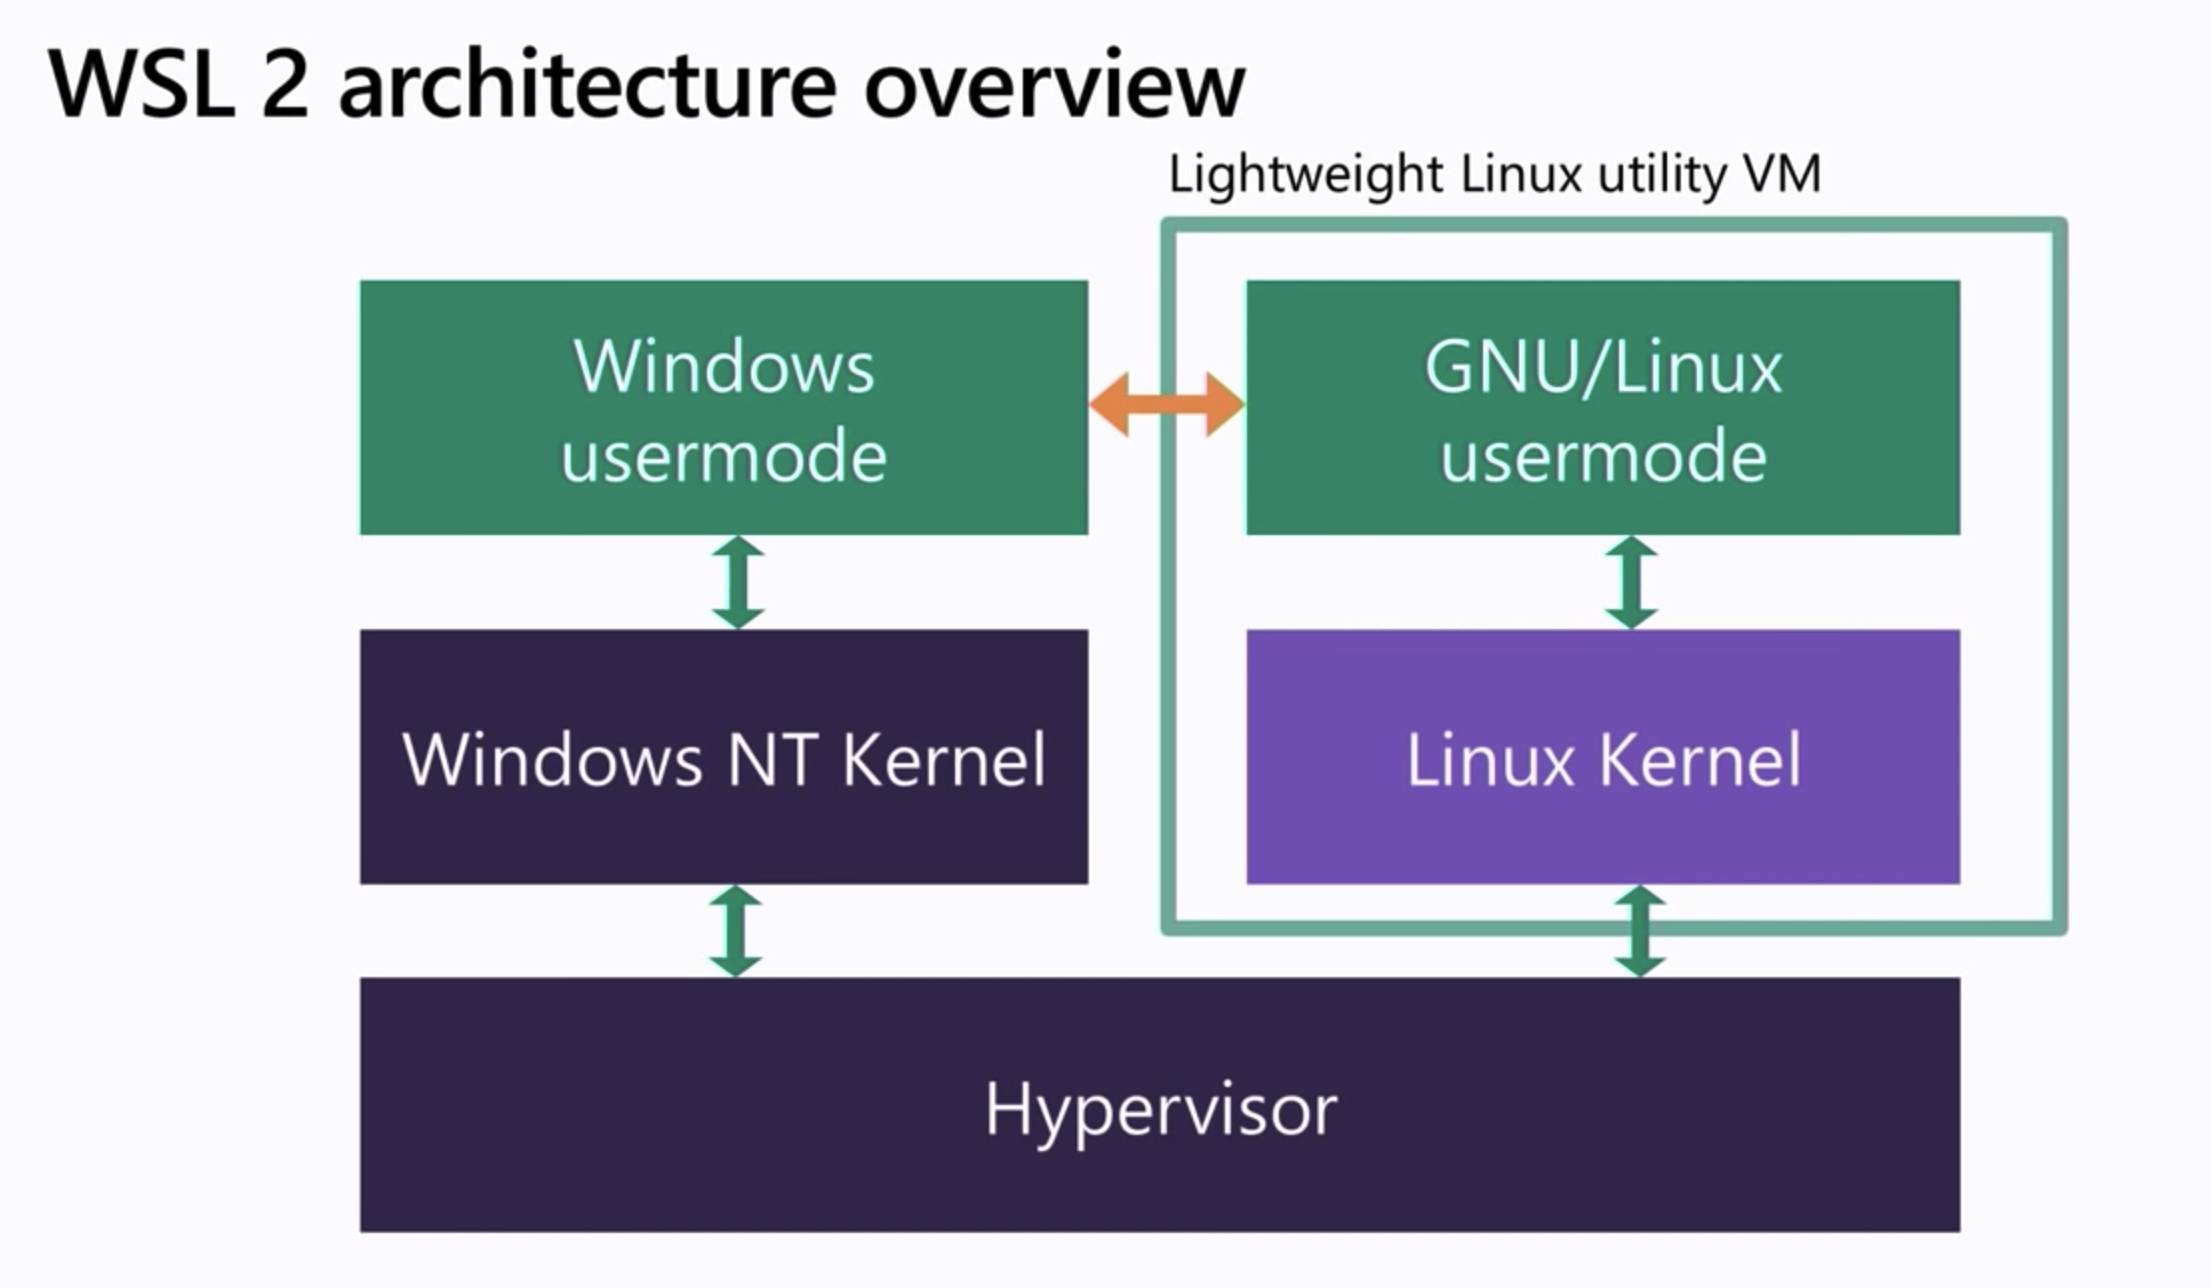 WSL 2 architecture overview
Lightweight Linux utility VM
Windows
usermode
GNU/Linux
usermode
Windows NT Kernel
Linux Kernel
Hypervisor